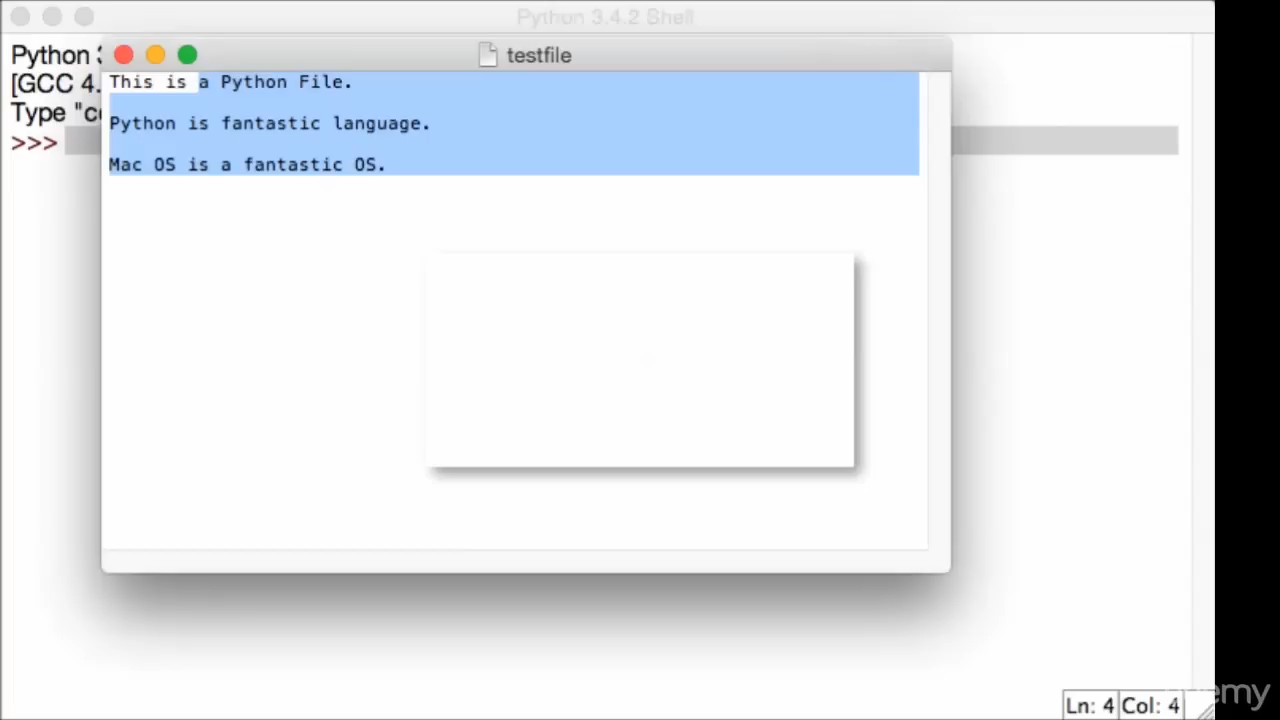 Python 3.4.2 Shell
Python
[GCC 4.
Type "co
>>>
testfile
This is a Python File.
Python is fantastic language.
Mac OS is a fantastic OS.
Ln: 4 Col: 4